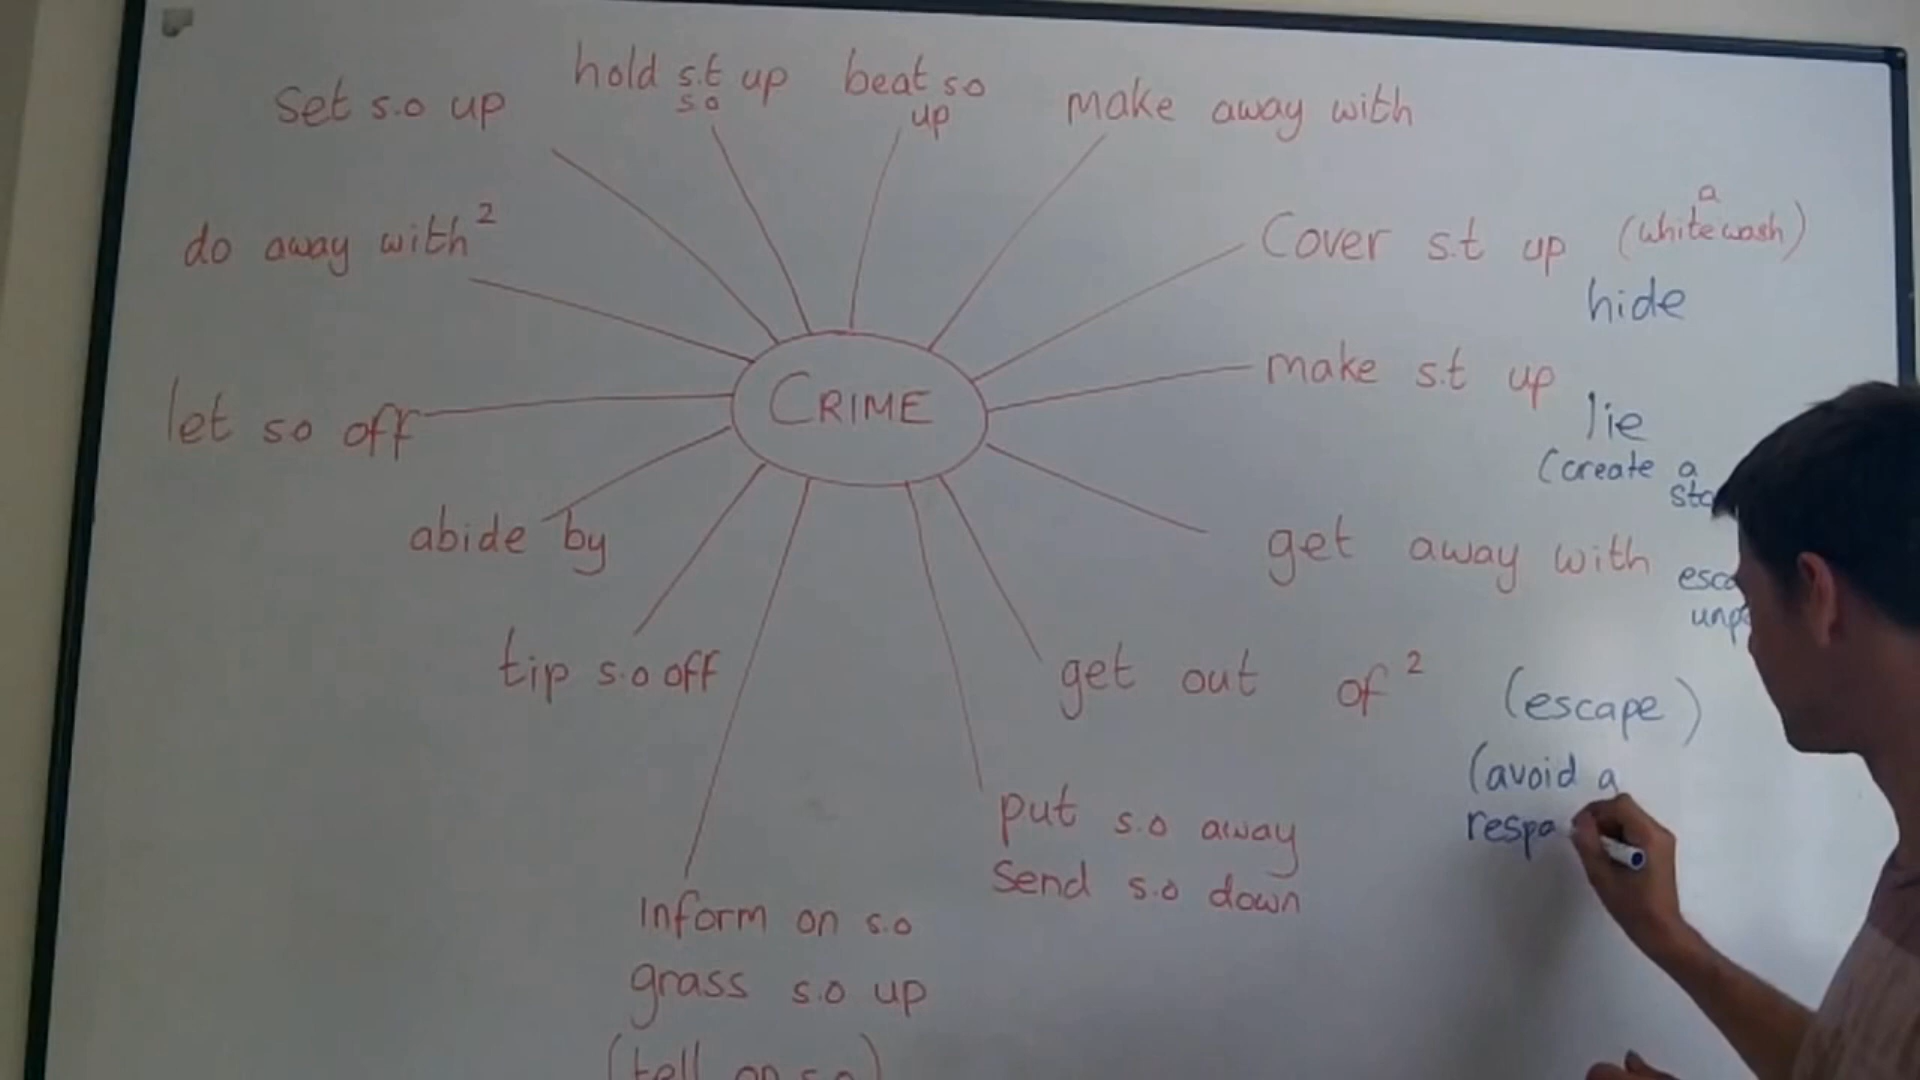 set s.o up
hold s.t up
s o
beat s o
up
make away with
do away with ²
a
Cover s.t up (whitewash)
hide
let s o off
CRIME
make s.t up
lie
(create a
abide by
get away with
tip s.o off
get out of ² (escape)
(avoid a
put s.o away
send s.o down
inform on s.o
grass s.o up
(tell on s.o)